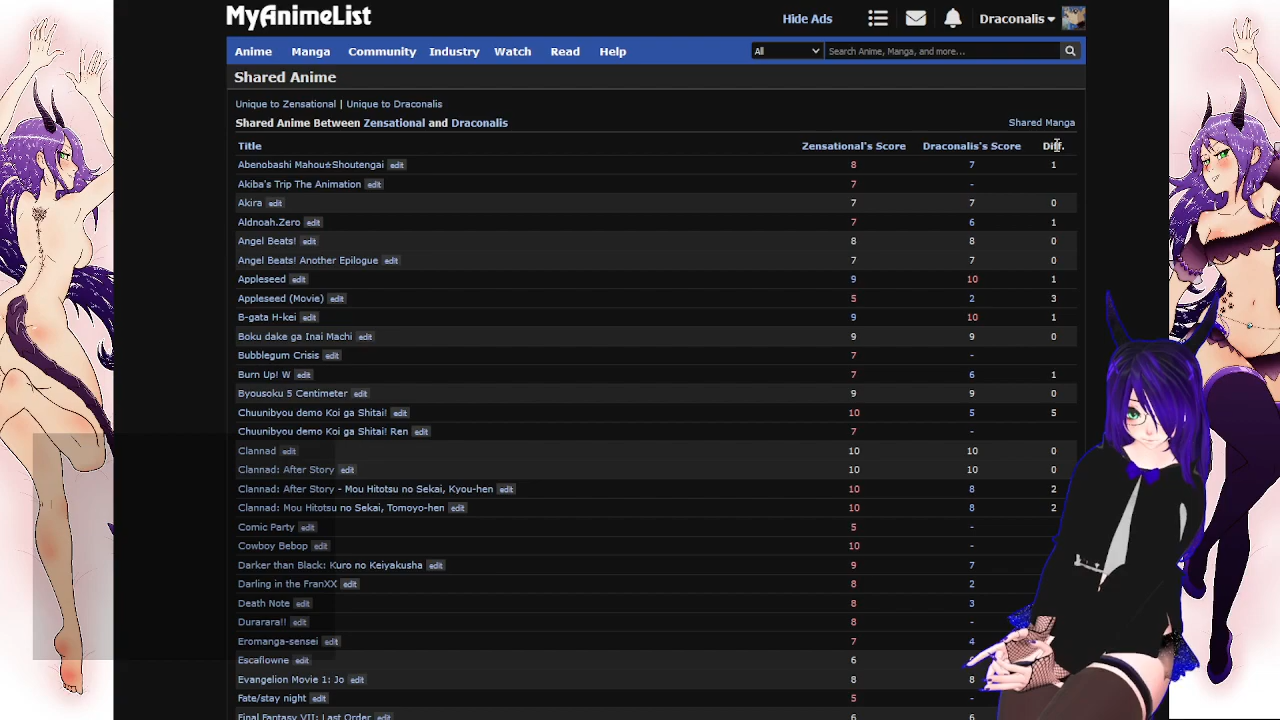 MyAnimeList
Hide Ads
Draconalis
Anime Manga Community Industry Watch Read Help
All
Search Anime, Manga, and more...
Shared Anime
Unique to Zensational | Unique to Draconalis
Shared Anime Between Zensational and Draconalis
Shared Manga
Title Zensational's Score Draconalis's Score Diff.
Abenobashi Mahou☆Shoutengai edit 8 7 1
Akiba's Trip The Animation edit 7 -
Akira edit 7 7 0
Aldnoah.Zero edit 7 6 1
Angel Beats! edit 8 8 0
Angel Beats! Another Epilogue edit 7 7 0
Appleseed edit 9 10 1
Appleseed (Movie) edit 5 2 3
B-gata H-kei edit 9 10 1
Boku dake ga Inai Machi edit 9 9 0
Bubblegum Crisis edit 7 -
Burn Up! W edit 7 6 1
Byousoku 5 Centimeter edit 9 9 0
Chuunibyou demo Koi ga Shitai! edit 10 5 5
Chuunibyou demo Koi ga Shitai! Ren edit 7 -
Clannad edit 10 10 0
Clannad: After Story edit 10 10 0
Clannad: After Story - Mou Hitotsu no Sekai, Kyou-hen edit 10 8 2
Clannad: Mou Hitotsu no Sekai, Tomoyo-hen edit 10 8 2
Comic Party edit 5 -
Cowboy Bebop edit 10 -
Darker than Black: Kuro no Keiyakusha edit 9 7
Darling in the FranXX edit 8 2
Death Note edit 8 3
Durarara!! edit 8 -
Eromanga-sensei edit 7 4
Escaflowne edit 6
Evangelion Movie 1: Jo edit 8 8
Fate/stay night edit 5 -
Final Fantasy VII: Last Order edit 6 6